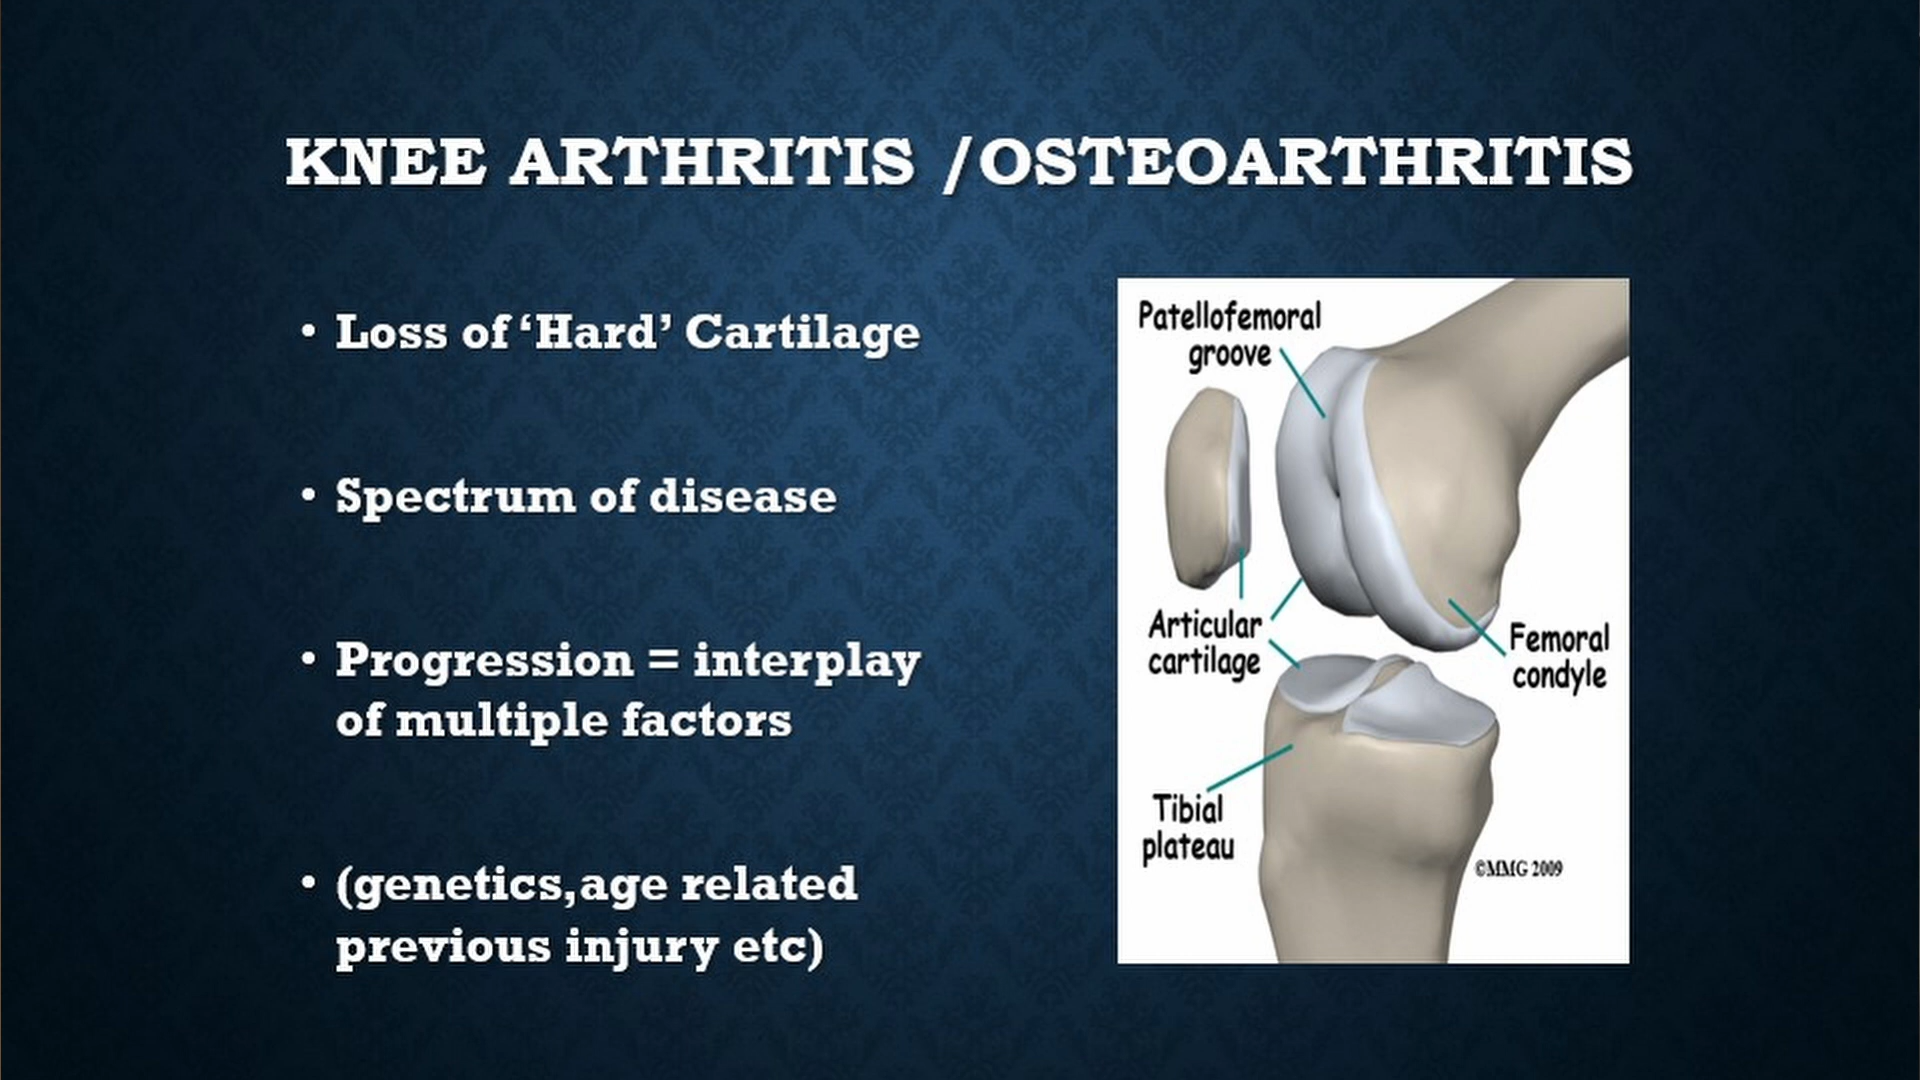 KNEE ARTHRITIS /OSTEOARTHRITIS
• Loss of ‘Hard’ Cartilage
• Spectrum of disease
• Progression = interplay
of multiple factors
• (genetics,age related
previous injury etc)
Patellofemoral
groove
Articular
cartilage
Femoral
condyle
Tibial
plateau
©MMG 2009